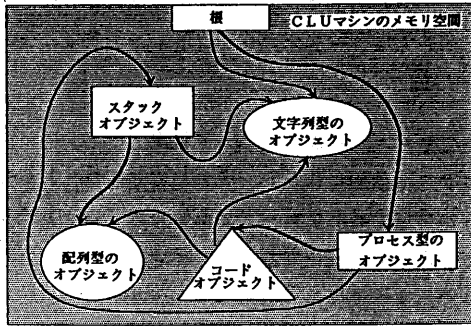 根
CLUマシンのメモリ空間
スタック
オブジェクト
文字列型の
オブジェクト
配列型の
オブジェクト
コード
オブジェクト
プロセス型の
オブジェクト